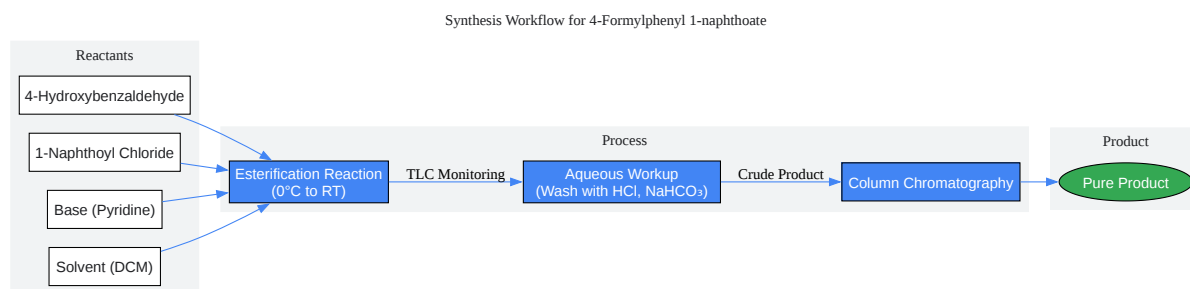 Synthesis Workflow for 4-Formylphenyl 1-naphthoate
Reactants
4-Hydroxybenzaldehyde
1-Naphthoyl Chloride
Base (Pyridine)
Solvent (DCM)
Process
Esterification Reaction
(0°C to RT)
TLC Monitoring
Aqueous Workup
(Wash with HCl, NaHCO₃)
Crude Product
Column Chromatography
Product
Pure Product